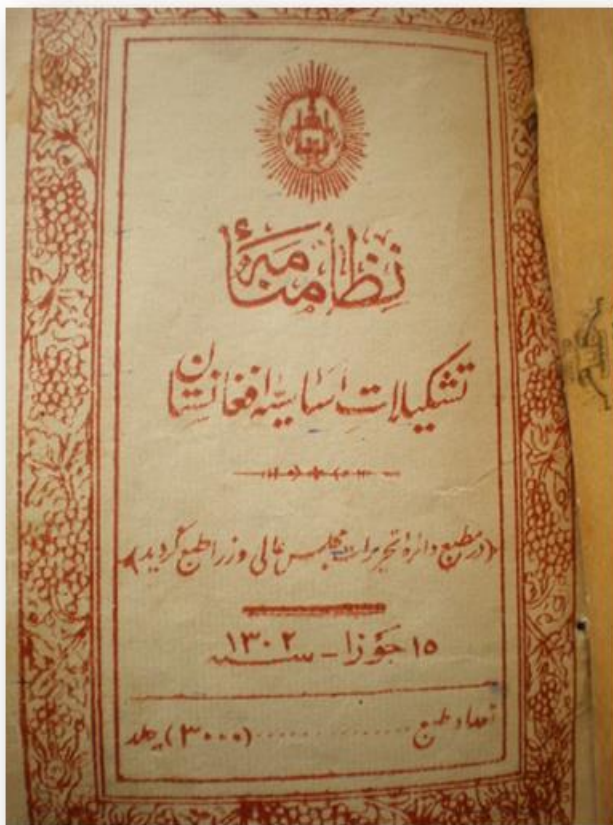 نظامنامهٔ
تشکیلات اساسیه افغانستان
(در مطبع دائرهٔ تحریرات مجلس عالی وزرا طبع گردید)
۱۵ جوزا - سنه ۱۳۰۲
تعداد طبع .............. (۳۰۰۰) جلد